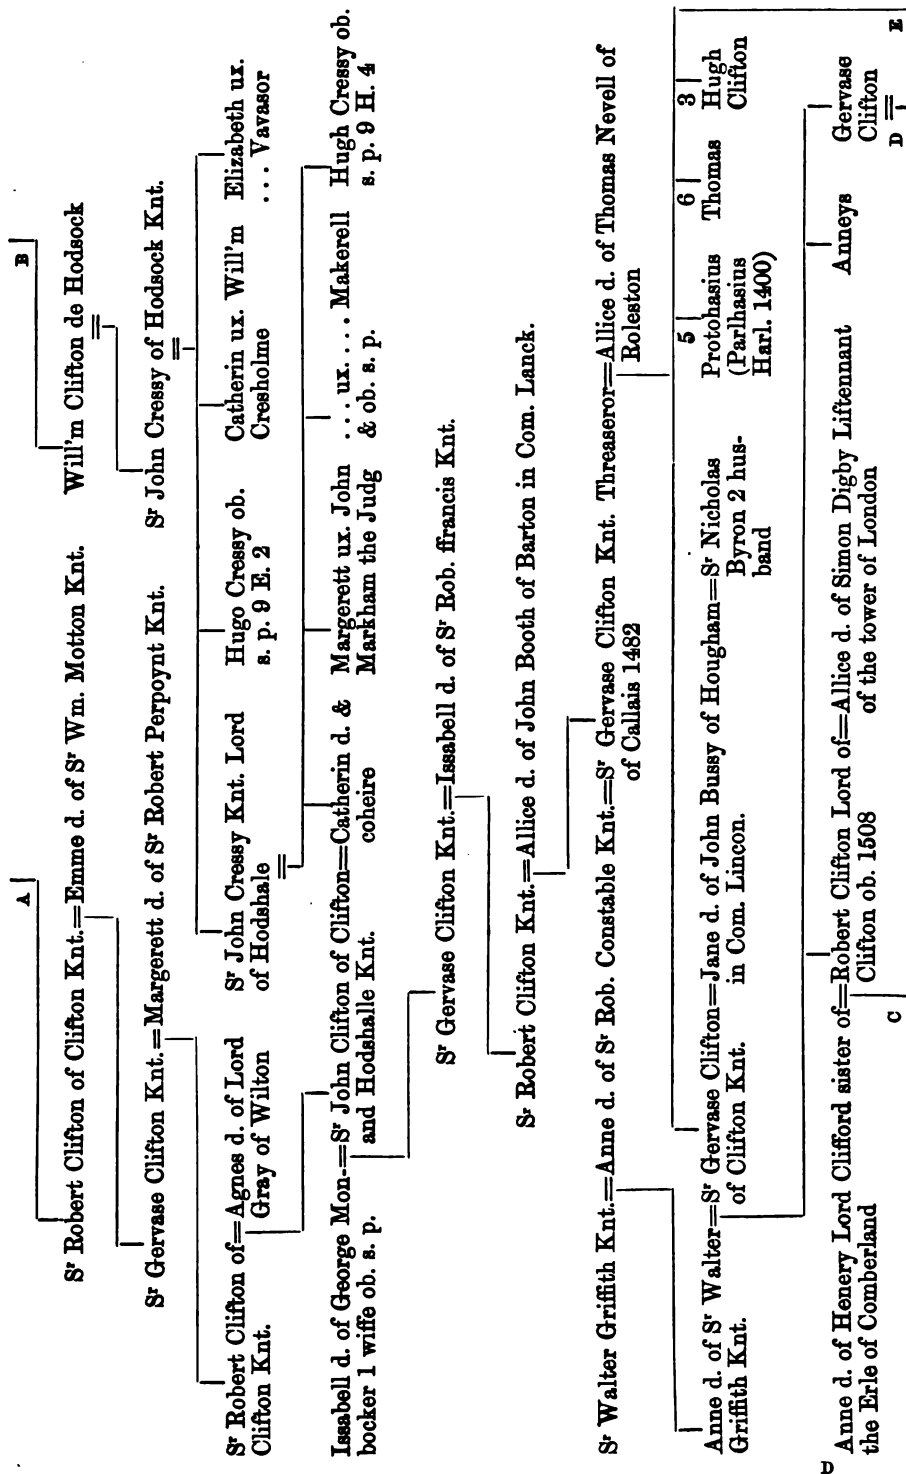 A
B
Sr Robert Clifton of Clifton Knt.=Emme d. of Sr Wm. Motton Knt.
Will'm Clifton de Hodsock
=
Sr Gervase Clifton Knt.=Margerett d. of Sr Robert Perpoynt Knt.
Sr John Cressy of Hodsock Knt.
=
Sr Robert Clifton of=Agnes d. of Lord
Clifton Knt.
Gray of Wilton
Sr John Cressy Knt. Lord
of Hodshale
=
Hugo Cressy ob.
s. p. 9 E. 2
Catherin ux. Will'm
Cresholme
Elizabeth ux.
... Vavasor
Issabell d. of George Mon-=Sr John Clifton of Clifton=Catherin d. &
bocker 1 wiffe ob. s. p.
and Hodshalle Knt.
coheire
Margerett ux. John
Markham the Judg
.. ux.... Makerell
& ob. s. p.
Hugh Cressy ob.
s. p. 9 H. 4
Sr Gervase Clifton Knt.=Issabell d. of Sr Rob. ffrancis Knt.
Sr Robert Clifton Knt.=Allice d. of John Booth of Barton in Com. Lanck.
Sr Walter Griffith Knt.=Anne d. of Sr Rob. Constable Knt.=Sr Gervase Clifton Knt. Threaseror=Allice d. of Thomas Nevell of
of Callais 1482
Roleston
Anne d. of Sr Walter=Sr Gervase Clifton=Jane d. of John Bussy of Hougham=Sr Nicholas
Griffith Knt.
of Clifton Knt.
in Com. Lincon.
Byron 2 hus-
band
5
Protohasius
(Parlhasius
Harl. 1400)
6
Thomas
3
Hugh
Clifton
D
Anne d. of Henery Lord Clifford sister of=Robert Clifton Lord of=Allice d. of Simon Digby Liftennant
the Erle of Comberland
Clifton ob. 1508
of the tower of London
Anneys
Gervase
Clifton
=
C
D
E